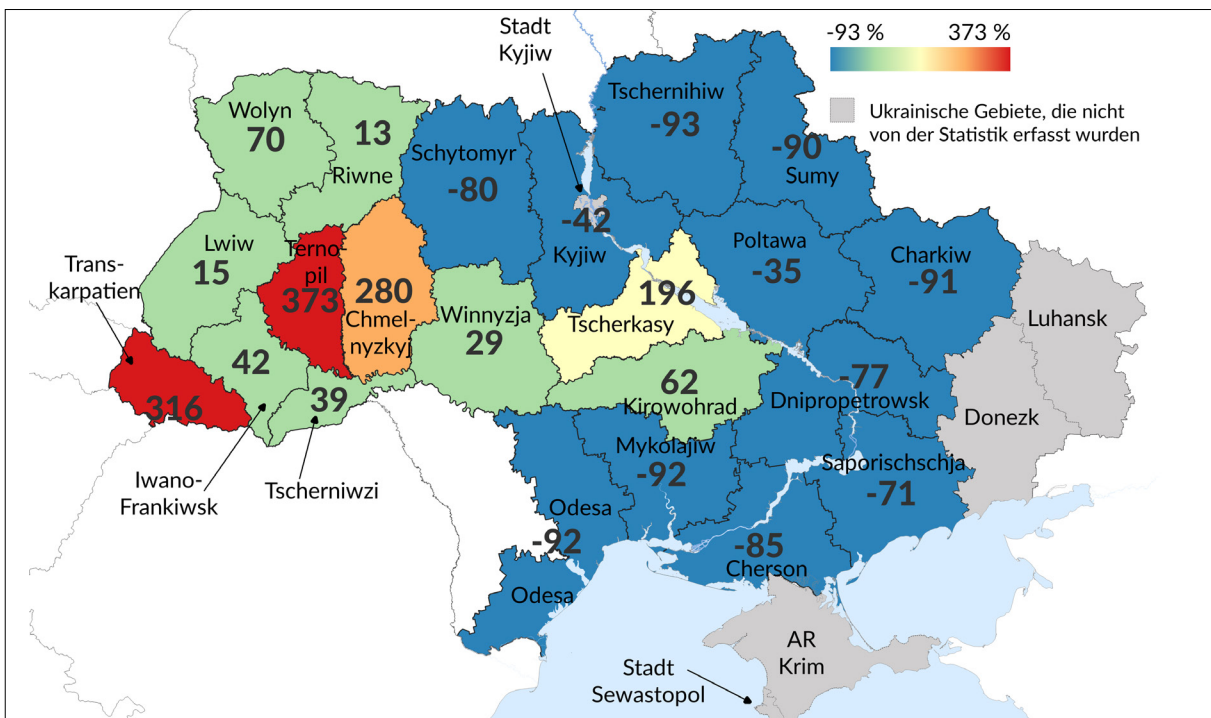 Stadt
Kyjiw
-93 %
373 %
Ukrainische Gebiete, die nicht
von der Statistik erfasst wurden
Wolyn
70
13
Riwne
Schytomyr
-80
Tschernihiw
-93
-90
Sumy
-42
Kyjiw
Lwiw
15
Terno-
pil
373
280
Chmel-
nyzkyj
Winnyzja
29
196
Tscherkasy
Poltawa
-35
Charkiw
-91
Luhansk
Trans-
karpatien
316
42
39
Iwano-
Frankiwsk
Tscherniwzi
62
Kirowohrad
-77
Dnipropetrowsk
Donezk
Mykolajiw
-92
Saporischschja
-71
Odesa
-92
-85
Cherson
Odesa
AR
Krim
Stadt
Sewastopol